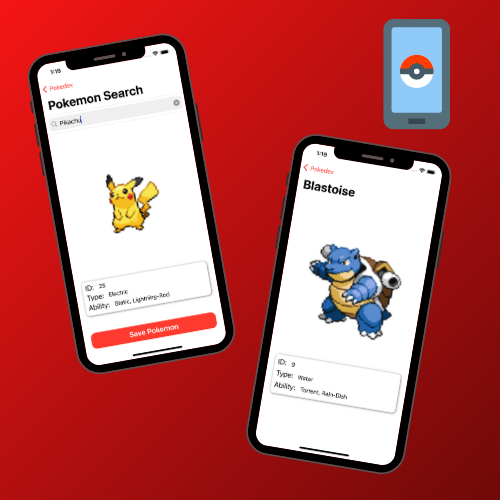 1:19
Pokedex
Pokemon Search
Pikachu
ID: 25
Type: Electric
Ability: Static, Lightning-Rod
Save Pokemon
1:19
Pokedex
Blastoise
ID: 9
Type: Water
Ability: Torrent, Rain-Dish